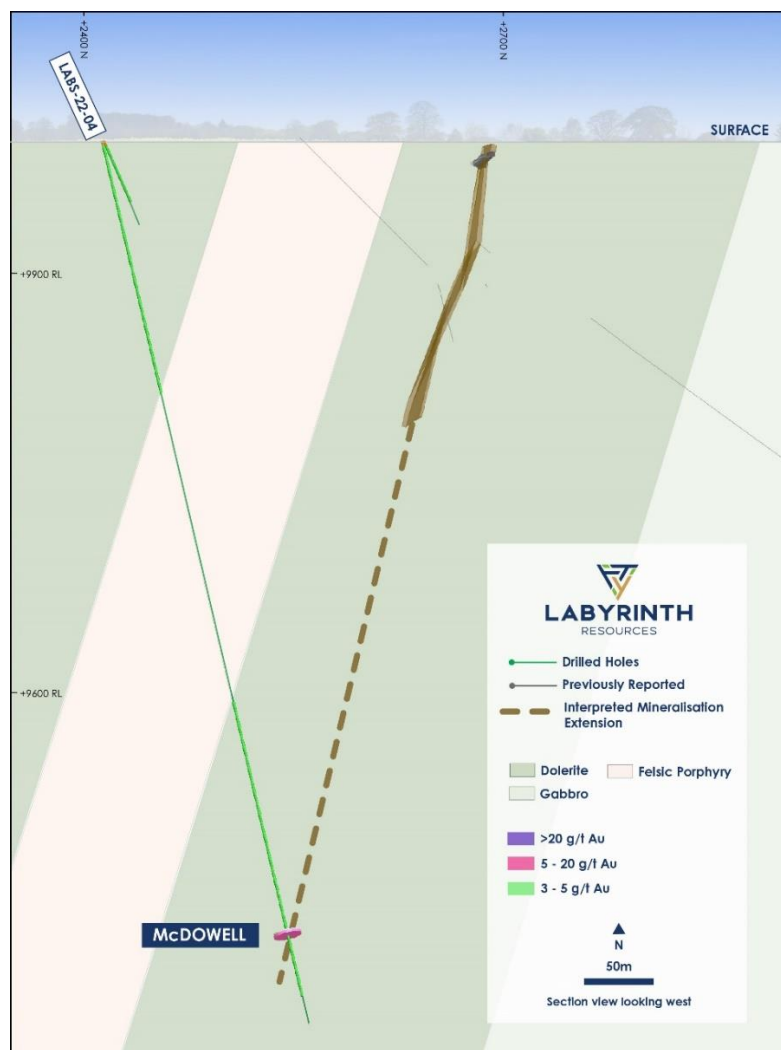 +2400 N
+2700 N
LABS-22-04
SURFACE
+9900 RL
+9600 RL
McDOWELL
LABYRINTH
RESOURCES
Drilled Holes
Previously Reported
Interpreted Mineralisation
Extension
Dolerite
Felsic Porphyry
Gabbro
>20 g/t Au
5 - 20 g/t Au
3 - 5 g/t Au
N
50m
Section view looking west